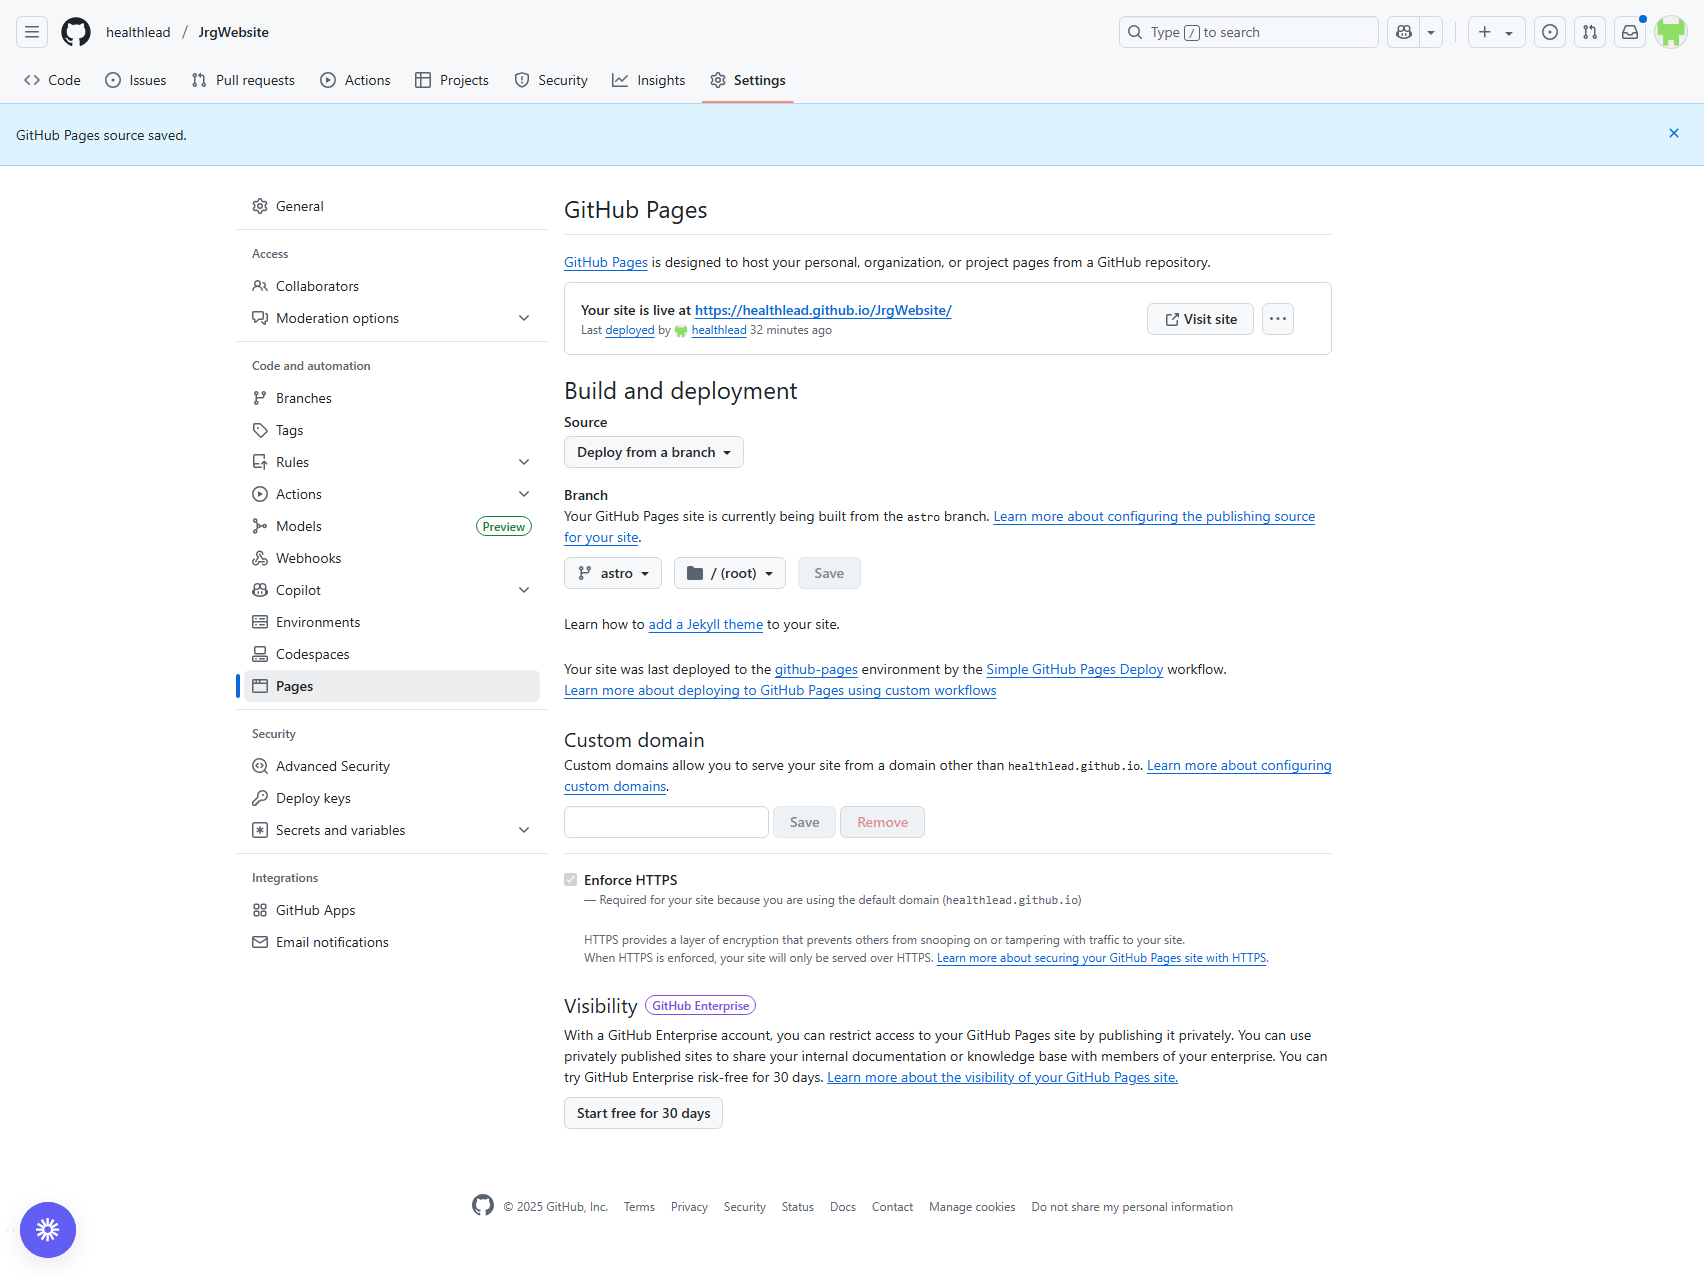 healthlead / JrgWebsite
Type / to search
Code
Issues
Pull requests
Actions
Projects
Security
Insights
Settings
GitHub Pages source saved.
General
Access
Collaborators
Moderation options
Code and automation
Branches
Tags
Rules
Actions
Models
Preview
Webhooks
Copilot
Environments
Codespaces
Pages
Security
Advanced Security
Deploy keys
Secrets and variables
Integrations
GitHub Apps
Email notifications
GitHub Pages
GitHub Pages is designed to host your personal, organization, or project pages from a GitHub repository.
Your site is live at https://healthlead.github.io/JrgWebsite/
Last deployed by healthlead 32 minutes ago
Visit site
Build and deployment
Source
Deploy from a branch
Branch
Your GitHub Pages site is currently being built from the astro branch. Learn more about configuring the publishing source
for your site.
astro
/ (root)
Save
Learn how to add a Jekyll theme to your site.
Your site was last deployed to the github-pages environment by the Simple GitHub Pages Deploy workflow.
Learn more about deploying to GitHub Pages using custom workflows
Custom domain
Custom domains allow you to serve your site from a domain other than healthlead.github.io. Learn more about configuring
custom domains.
Save
Remove
Enforce HTTPS
— Required for your site because you are using the default domain (healthlead.github.io)
HTTPS provides a layer of encryption that prevents others from snooping on or tampering with traffic to your site.
When HTTPS is enforced, your site will only be served over HTTPS. Learn more about securing your GitHub Pages site with HTTPS.
Visibility
GitHub Enterprise
With a GitHub Enterprise account, you can restrict access to your GitHub Pages site by publishing it privately. You can use
privately published sites to share your internal documentation or knowledge base with members of your enterprise. You can
try GitHub Enterprise risk-free for 30 days. Learn more about the visibility of your GitHub Pages site.
Start free for 30 days
© 2025 GitHub, Inc.
Terms
Privacy
Security
Status
Docs
Contact
Manage cookies
Do not share my personal information